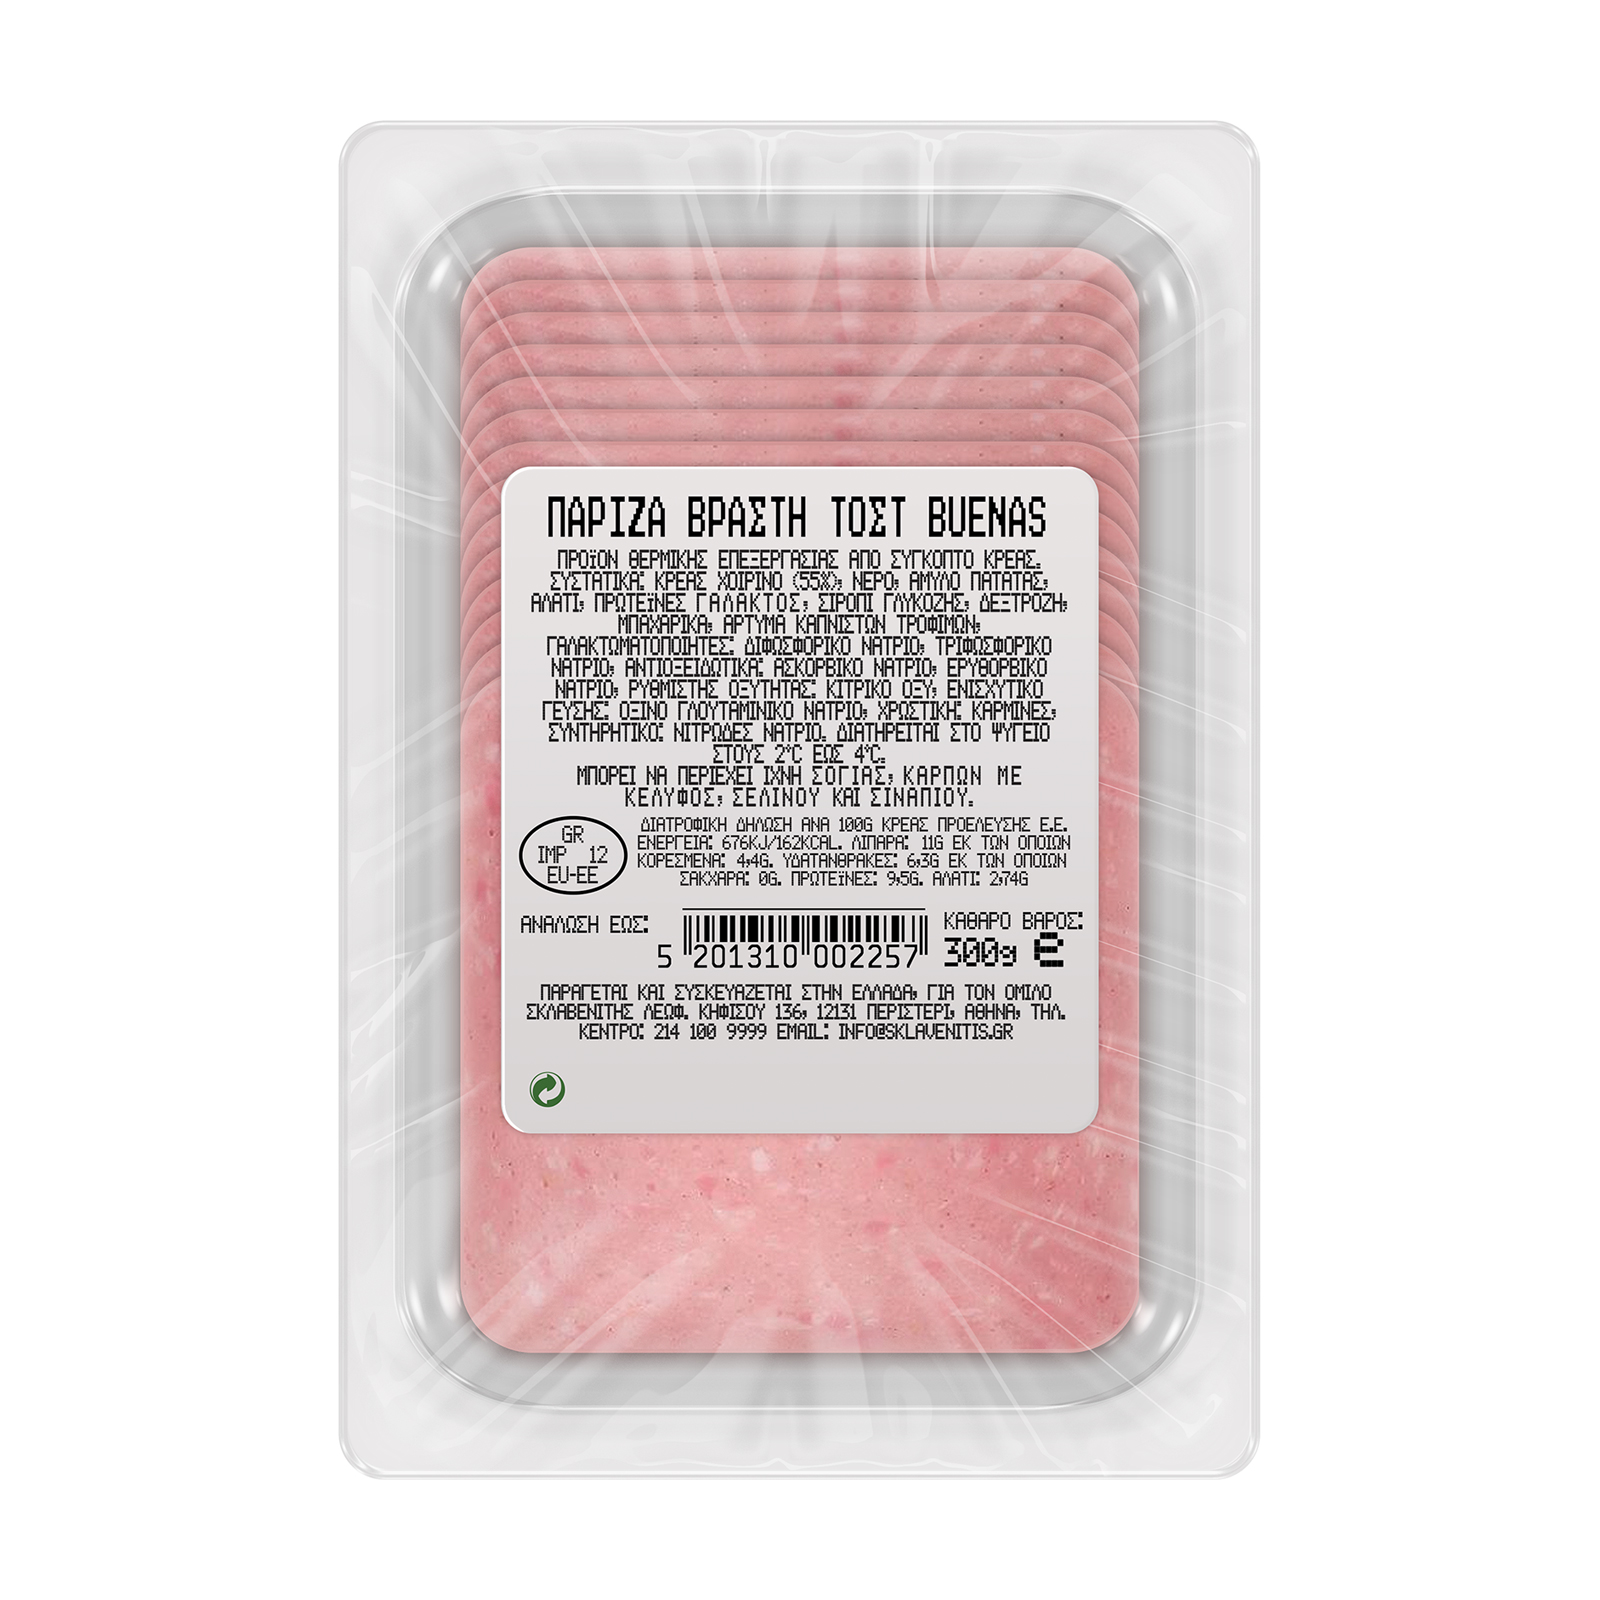 ΠΑΡΙΖΑ ΒΡΑΣΤΗ ΤΟΣΤ BUENAS
ΠΡΟΪΟΝ ΘΕΡΜΙΚΗΣ ΕΠΕΞΕΡΓΑΣΙΑΣ ΑΠΟ ΣΥΓΚΟΠΤΟ ΚΡΕΑΣ.
ΣΥΣΤΑΤΙΚΑ: ΚΡΕΑΣ ΧΟΙΡΙΝΟ (55%), ΝΕΡΟ, ΑΜΥΛΟ ΠΑΤΑΤΑΣ,
ΑΛΑΤΙ, ΠΡΩΤΕΪΝΕΣ ΓΑΛΑΚΤΟΣ, ΣΙΡΟΠΙ ΓΛΥΚΟΖΗΣ, ΔΕΞΤΡΟΖΗ,
ΜΠΑΧΑΡΙΚΑ, ΑΡΤΥΜΑ ΚΑΠΝΙΣΤΩΝ ΤΡΟΦΙΜΩΝ,
ΓΑΛΑΚΤΩΜΑΤΟΠΟΙΗΤΕΣ: ΔΙΦΩΣΦΟΡΙΚΟ ΝΑΤΡΙΟ, ΤΡΙΦΩΣΦΟΡΙΚΟ
ΝΑΤΡΙΟ, ΑΝΤΙΟΞΕΙΔΩΤΙΚΑ: ΑΣΚΟΡΒΙΚΟ ΝΑΤΡΙΟ, ΕΡΥΘΟΡΒΙΚΟ
ΝΑΤΡΙΟ, ΡΥΘΜΙΣΤΗΣ ΟΞΥΤΗΤΑΣ: ΚΙΤΡΙΚΟ ΟΞΥ, ΕΝΙΣΧΥΤΙΚΟ
ΓΕΥΣΗΣ: ΟΞΙΝΟ ΓΛΟΥΤΑΜΙΝΙΚΟ ΝΑΤΡΙΟ, ΧΡΩΣΤΙΚΗ: ΚΑΡΜΙΝΕΣ,
ΣΥΝΤΗΡΗΤΙΚΟ: ΝΙΤΡΩΔΕΣ ΝΑΤΡΙΟ. ΔΙΑΤΗΡΕΙΤΑΙ ΣΤΟ ΨΥΓΕΙΟ
ΣΤΟΥΣ 2°C ΕΩΣ 4°C.
ΜΠΟΡΕΙ ΝΑ ΠΕΡΙΕΧΕΙ ΙΧΝΗ ΣΟΓΙΑΣ, ΚΑΡΠΩΝ ΜΕ
ΚΕΛΥΦΟΣ, ΣΕΛΙΝΟΥ ΚΑΙ ΣΙΝΑΠΙΟΥ.
GR
IMP 12
EU-EE
ΔΙΑΤΡΟΦΙΚΗ ΔΗΛΩΣΗ ΑΝΑ 100G ΚΡΕΑΣ ΠΡΟΕΛΕΥΣΗΣ Ε.Ε.
ΕΝΕΡΓΕΙΑ: 676KJ/162KCAL. ΛΙΠΑΡΑ: 11G ΕΚ ΤΩΝ ΟΠΟΙΩΝ
ΚΟΡΕΣΜΕΝΑ: 4,4G. ΥΔΑΤΑΝΘΡΑΚΕΣ: 6,3G ΕΚ ΤΩΝ ΟΠΟΙΩΝ
ΣΑΚΧΑΡΑ: 0G. ΠΡΩΤΕΪΝΕΣ: 9,5G. ΑΛΑΤΙ: 2,74G
ΑΝΑΛΩΣΗ ΕΩΣ:
5 201310 002257
ΚΑΘΑΡΟ ΒΑΡΟΣ:
300g e
ΠΑΡΑΓΕΤΑΙ ΚΑΙ ΣΥΣΚΕΥΑΖΕΤΑΙ ΣΤΗΝ ΕΛΛΑΔΑ, ΓΙΑ ΤΟΝ ΟΜΙΛΟ
ΣΚΛΑΒΕΝΙΤΗΣ ΛΕΩΦ. ΚΗΦΙΣΟΥ 136, 12131 ΠΕΡΙΣΤΕΡΙ, ΑΘΗΝΑ, ΤΗΛ.
ΚΕΝΤΡΟ: 214 100 9999 EMAIL: INFO@SKLAVENITIS.GR